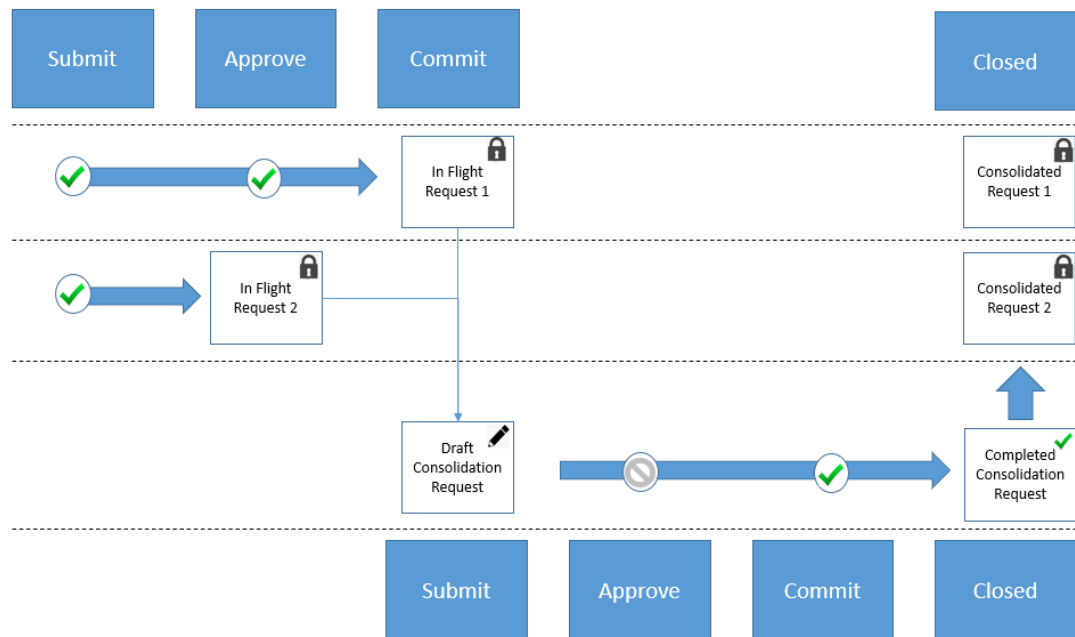 Submit
Approve
Commit
Closed
In Flight
Request 1
Consolidated
Request 1
In Flight
Request 2
Consolidated
Request 2
Draft
Consolidation
Request
Completed
Consolidation
Request
Submit
Approve
Commit
Closed